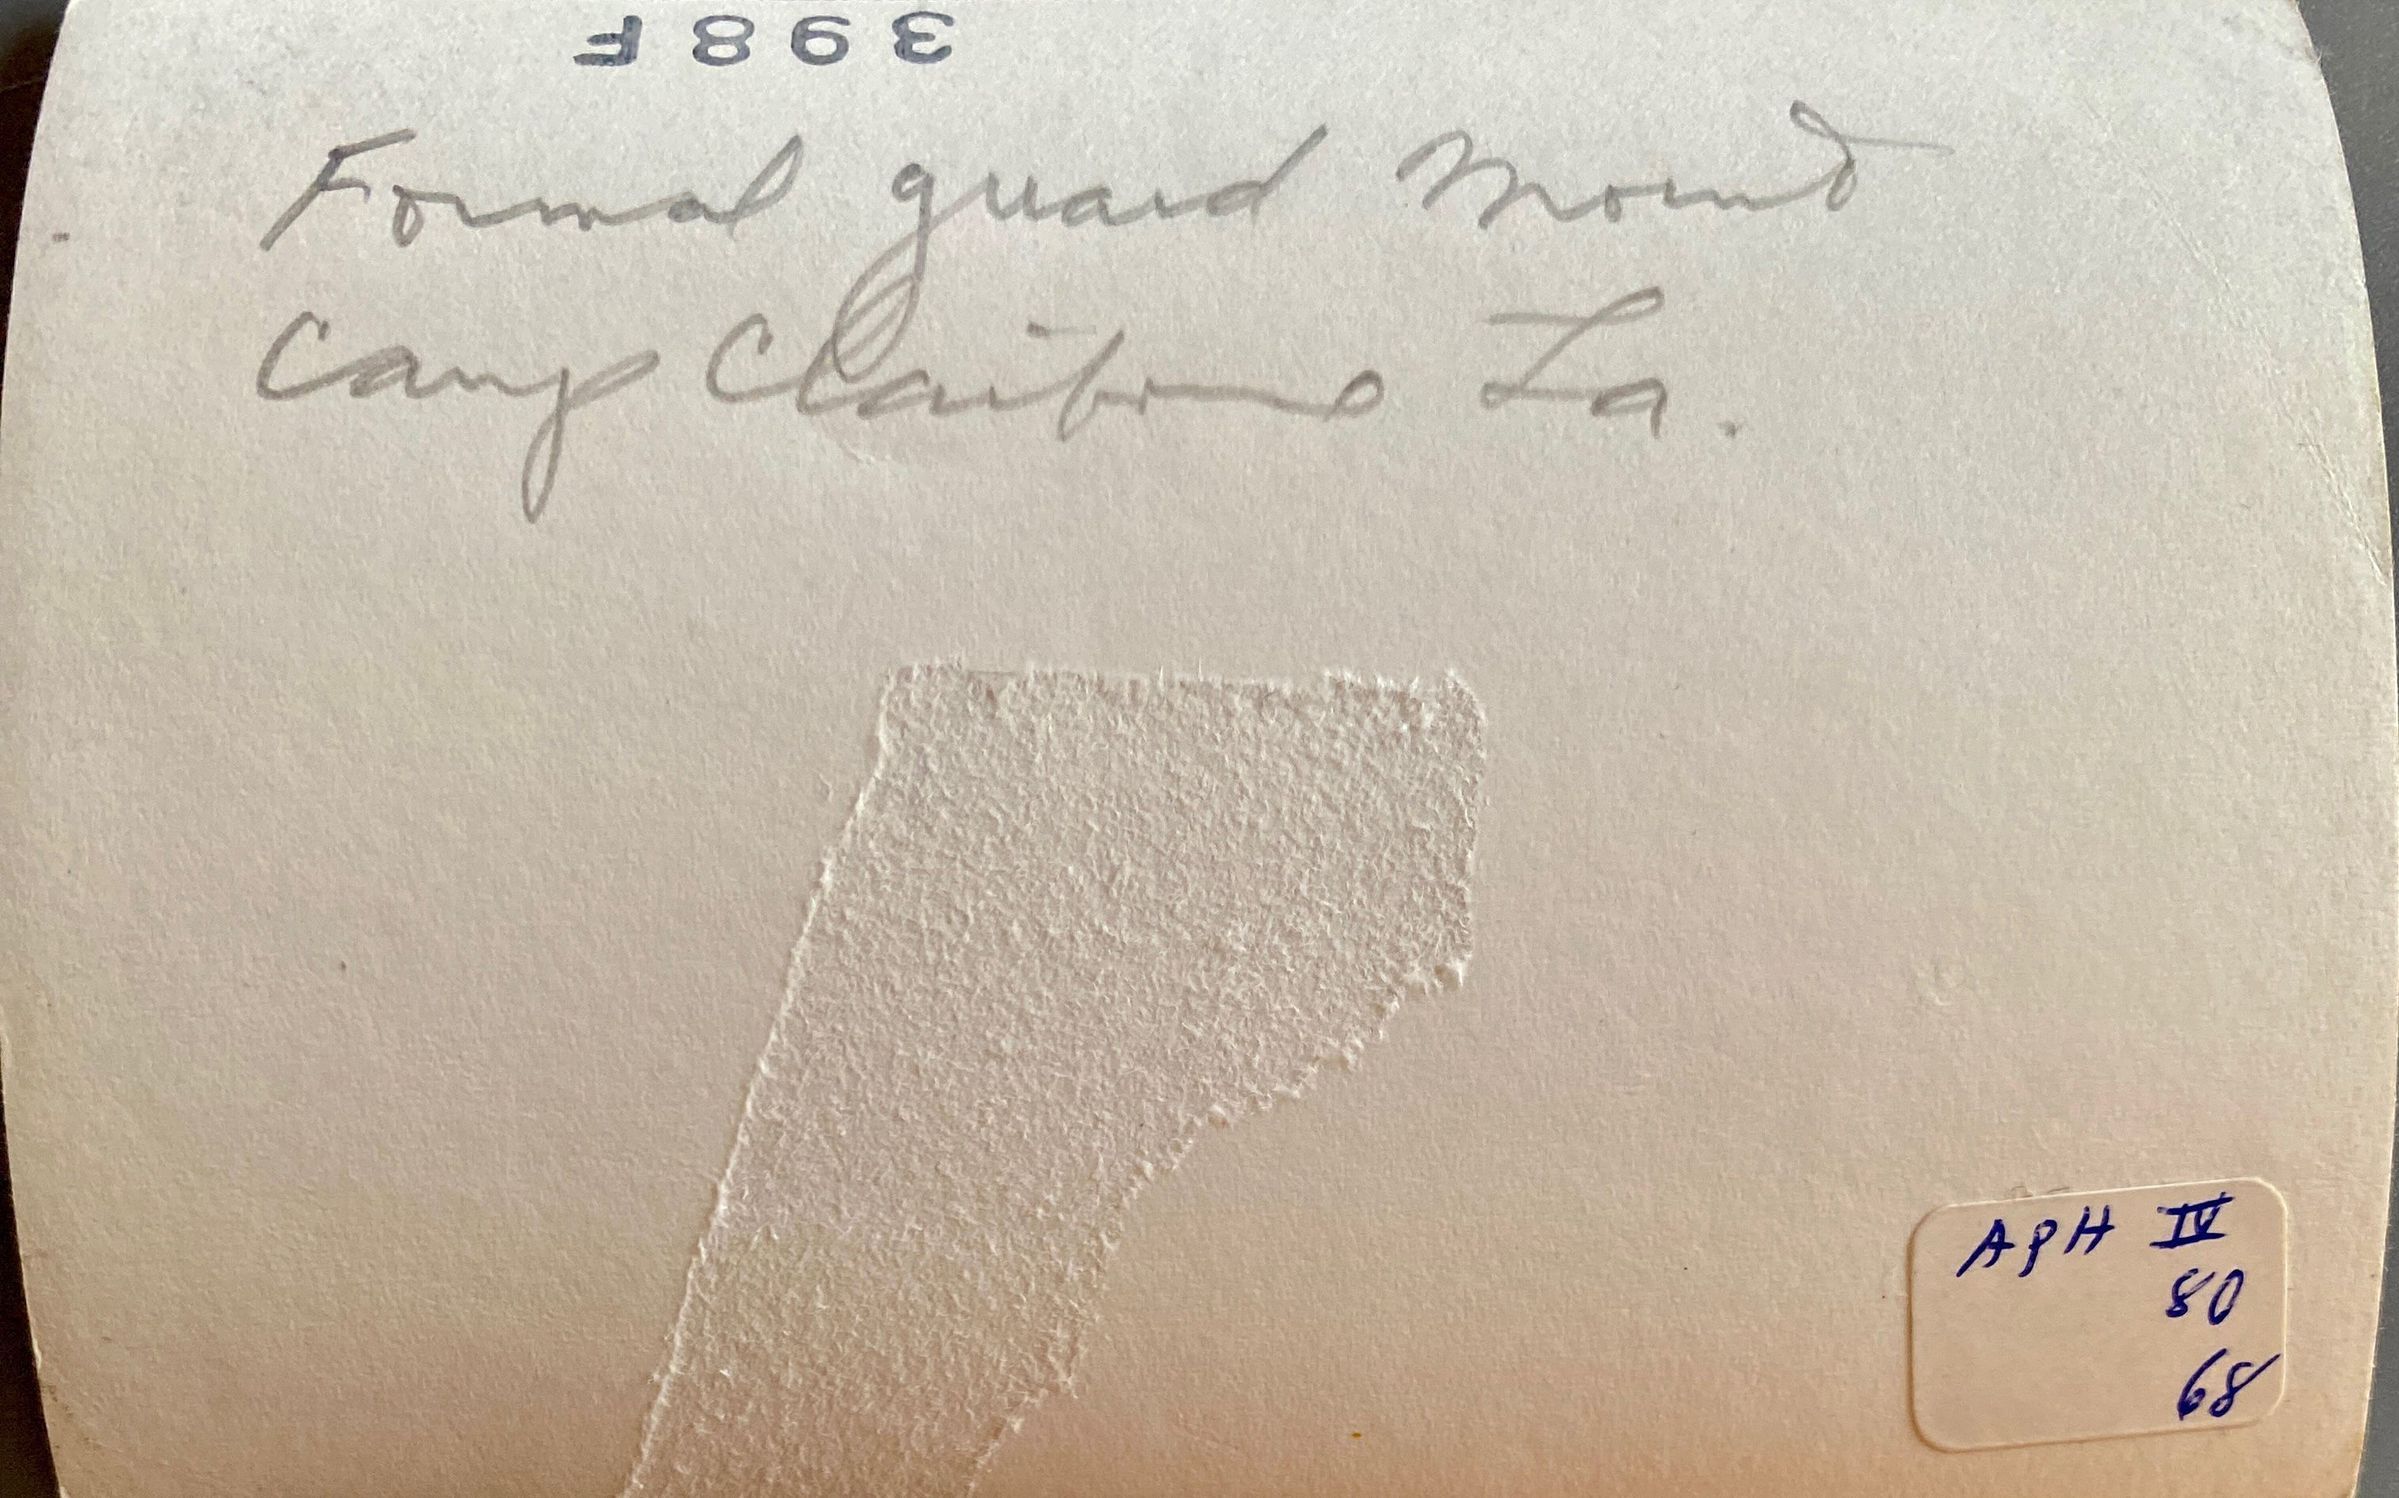 398F
Formal guard Mount
Camp Claiborne La.
APH IV
80
68